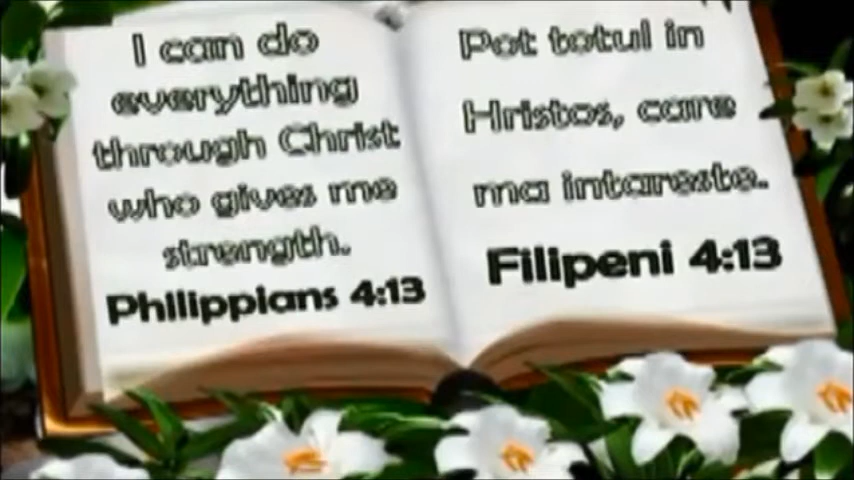 I can do
everything
through Christ
who gives me
strength.
Philippians 4:13
Pot totul in
Hristos, care
ma intareste.
Filipeni 4:13